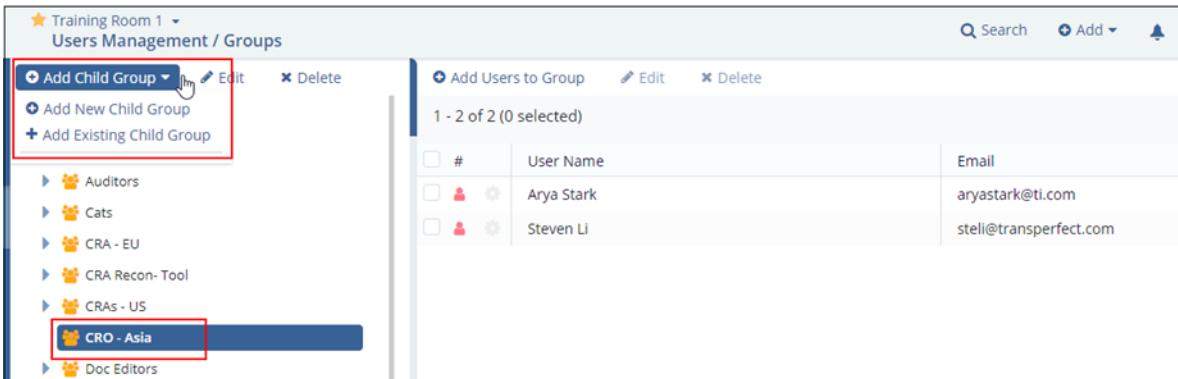 Training Room 1
Users Management / Groups
Search
Add
Add Child Group
Edit
Delete
Add New Child Group
Add Existing Child Group
Auditors
Cats
CRA - EU
CRA Recon- Tool
CRAs - US
CRO - Asia
Doc Editors
Add Users to Group
Edit
Delete
1 - 2 of 2 (0 selected)
# User Name Email
Arya Stark aryastark@ti.com
Steven Li steli@transperfect.com